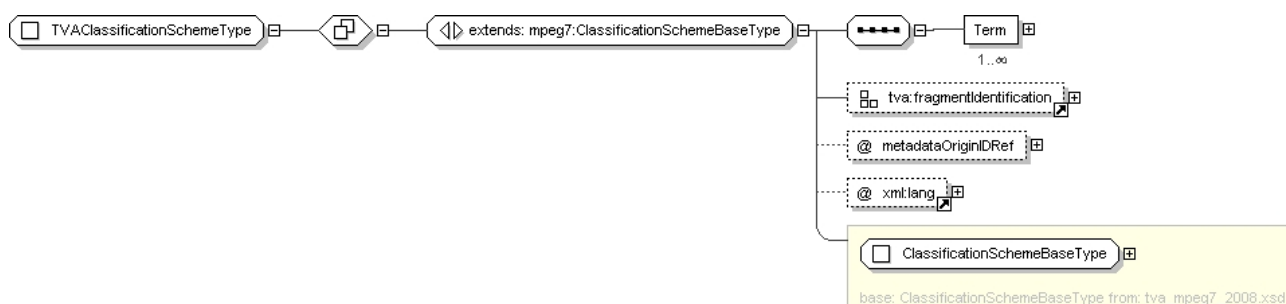 TVAClassificationSchemeType
extends: mpeg7:ClassificationSchemeBaseType
Term
1..∞
tva:fragmentIdentification
@ metadataOriginIDRef
@ xml:lang
ClassificationSchemeBaseType
base: ClassificationSchemeBaseType from: tva_mpeg7_2008.xsd